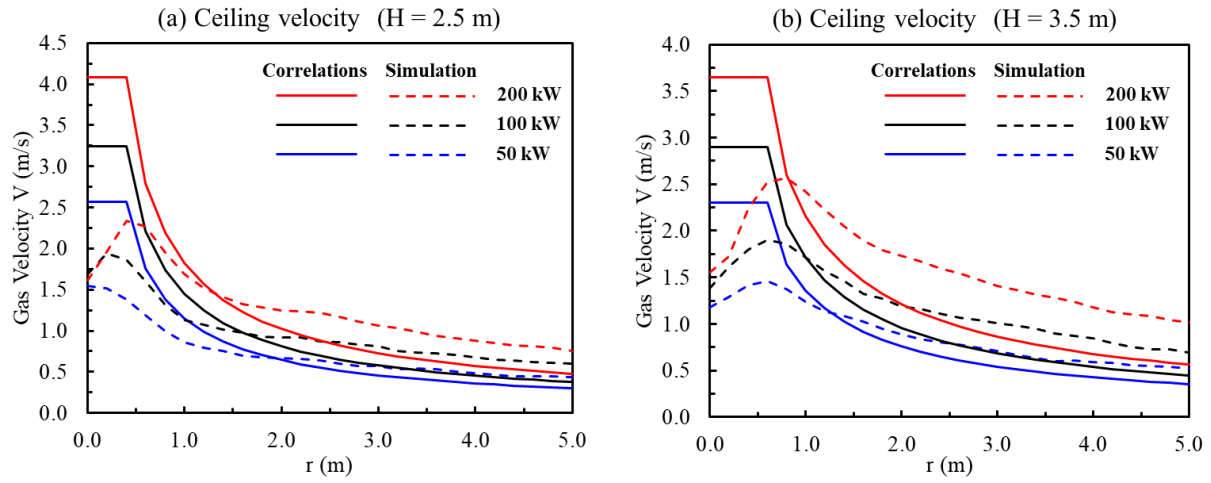 (a) Ceiling velocity (H = 2.5 m)
4.5
4.0
3.5
3.0
2.5
2.0
1.5
1.0
0.5
0.0
Gas Velocity V (m/s)
Correlations Simulation
200 kW
100 kW
50 kW
0.0 1.0 2.0 3.0 4.0 5.0
r (m)
(b) Ceiling velocity (H = 3.5 m)
4.0
3.5
3.0
2.5
2.0
1.5
1.0
0.5
0.0
Gas Velocity V (m/s)
Correlations Simulation
200 kW
100 kW
50 kW
0.0 1.0 2.0 3.0 4.0 5.0
r (m)